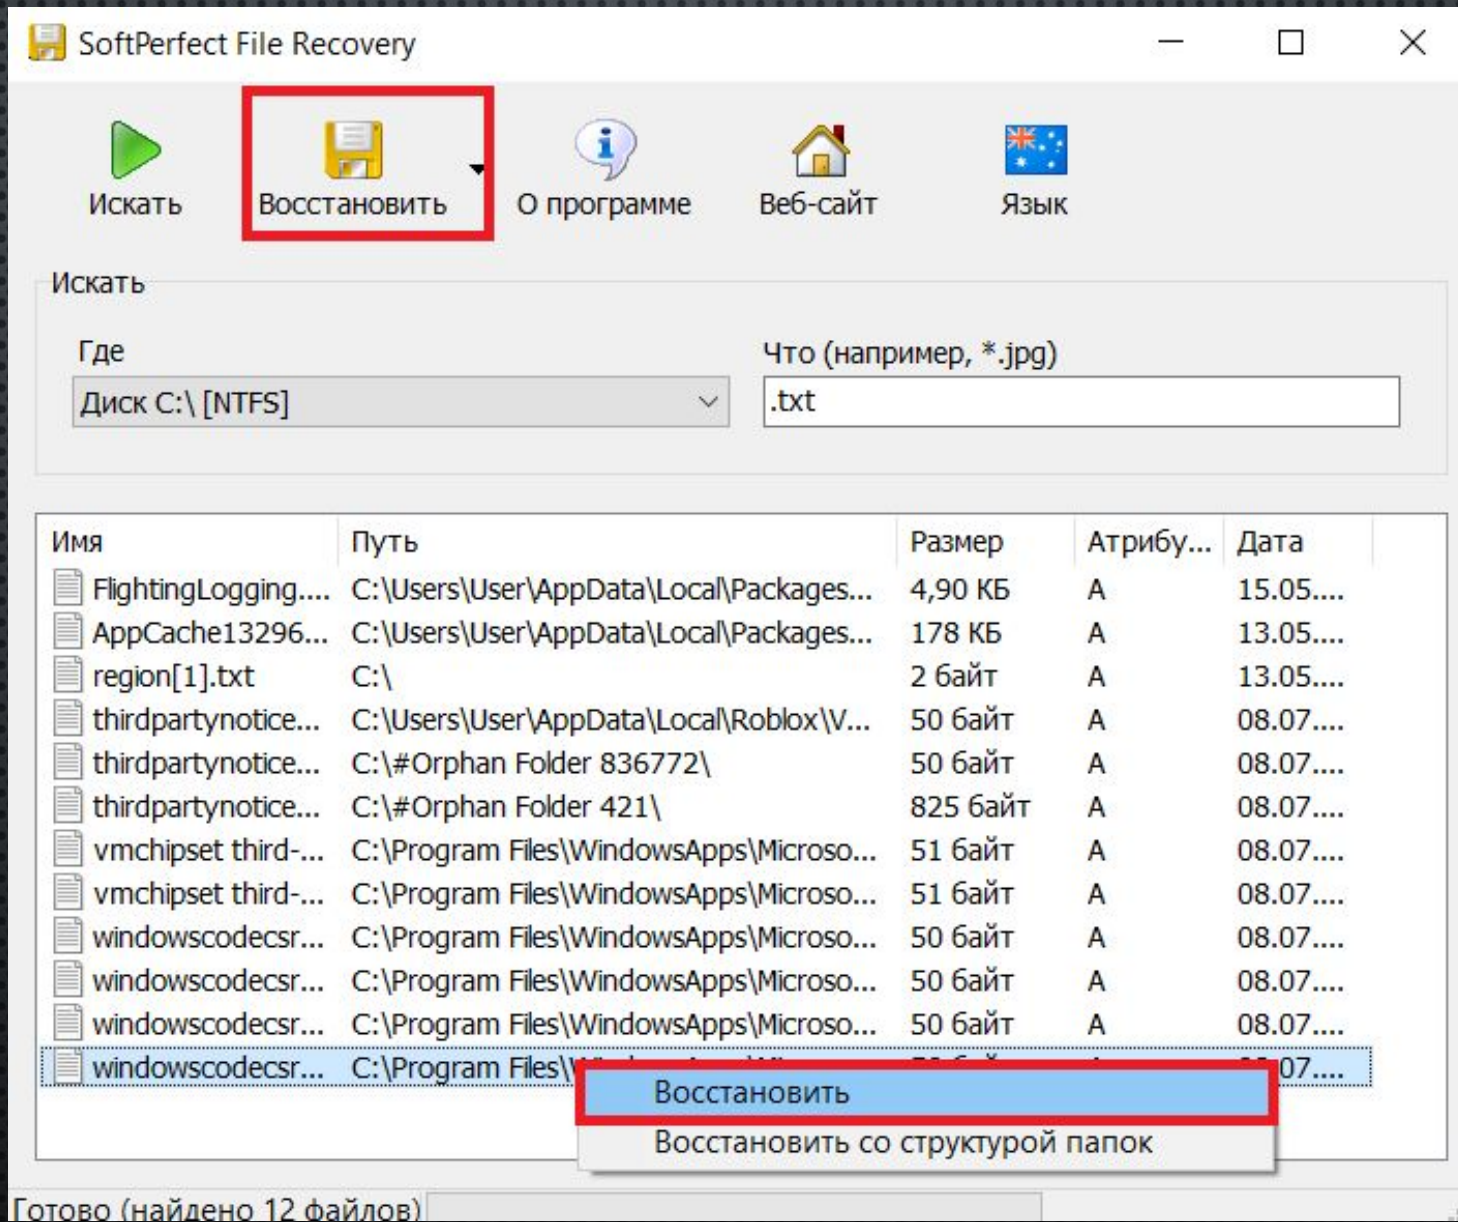 SoftPerfect File Recovery
Искать Восстановить О программе Веб-сайт Язык
Искать
Где Что (например, *.jpg)
Диск C:\ [NTFS] .txt
Имя Путь Размер Атрибу... Дата
FlightingLogging.... C:\Users\User\AppData\Local\Packages... 4,90 КБ A 15.05....
AppCache13296... C:\Users\User\AppData\Local\Packages... 178 КБ A 13.05....
region[1].txt C:\ 2 байт A 13.05....
thirdpartynotice... C:\Users\User\AppData\Local\Roblox\V... 50 байт A 08.07....
thirdpartynotice... C:\#Orphan Folder 836772\ 50 байт A 08.07....
thirdpartynotice... C:\#Orphan Folder 421\ 825 байт A 08.07....
vmchipset third-... C:\Program Files\WindowsApps\Microso... 51 байт A 08.07....
vmchipset third-... C:\Program Files\WindowsApps\Microso... 51 байт A 08.07....
windowscodecsr... C:\Program Files\WindowsApps\Microso... 50 байт A 08.07....
windowscodecsr... C:\Program Files\WindowsApps\Microso... 50 байт A 08.07....
windowscodecsr... C:\Program Files\WindowsApps\Microso... 50 байт A 08.07....
windowscodecsr... C:\Program Files\ 07....
Восстановить
Восстановить со структурой папок
Готово (найдено 12 файлов)